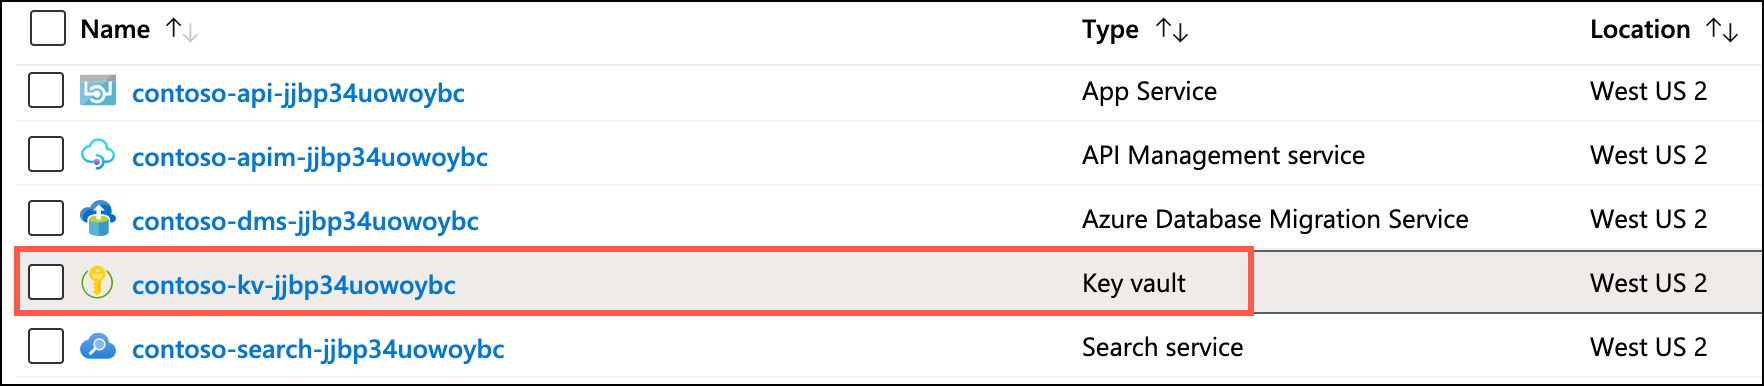 Name ↑↓ Type ↑↓ Location ↑↓
contoso-api-jjbp34uowoybc App Service West US 2
contoso-apim-jjbp34uowoybc API Management service West US 2
contoso-dms-jjbp34uowoybc Azure Database Migration Service West US 2
contoso-kv-jjbp34uowoybc Key vault West US 2
contoso-search-jjbp34uowoybc Search service West US 2